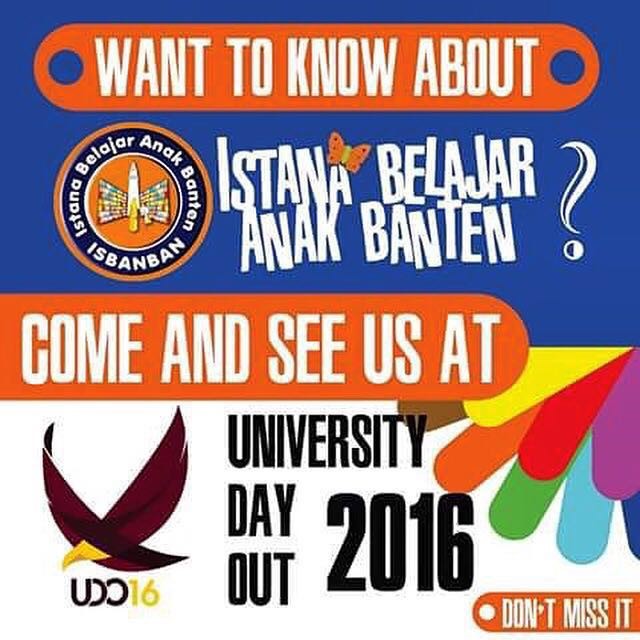 WANT TO KNOW ABOUT
Istana Belajar Anak Banten
ISBANBAN
ISTANA BELAJAR
ANAK BANTEN ?
COME AND SEE US AT
UNIVERSITY
DAY
OUT
2016
UDO16
DON'T MISS IT